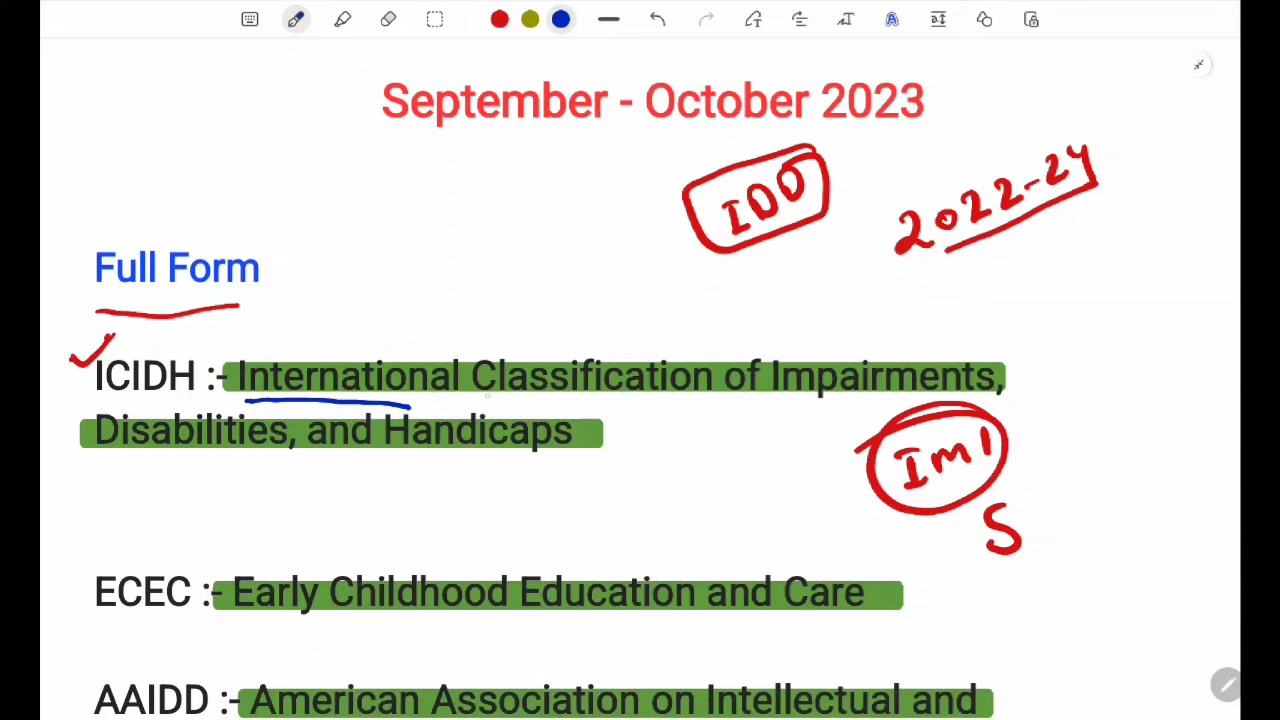 September - October 2023
IDD
2022-24
Full Form
ICIDH :- International Classification of Impairments,
Disabilities, and Handicaps
Im1
S
ECEC :- Early Childhood Education and Care
AAIDD :- American Association on Intellectual and